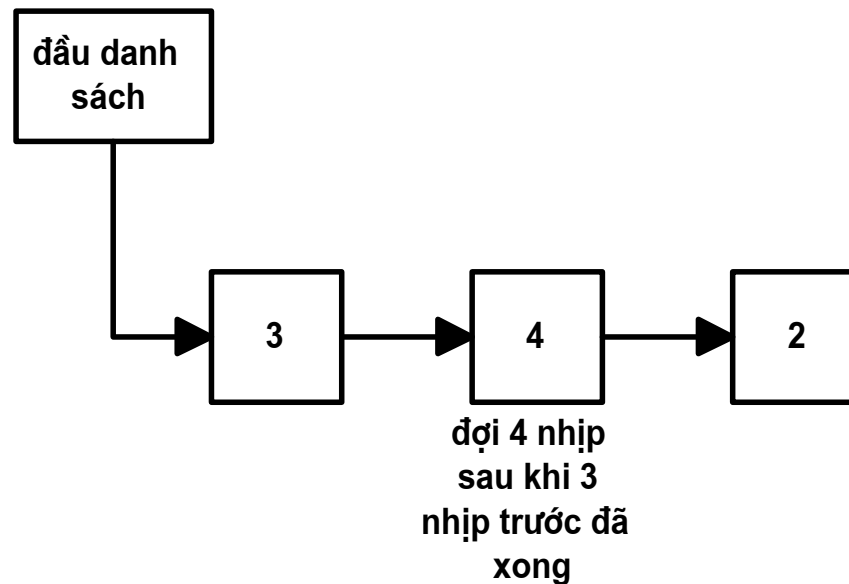 đầu danh
sách
3
4
2
đợi 4 nhịp
sau khi 3
nhịp trước đã
xong